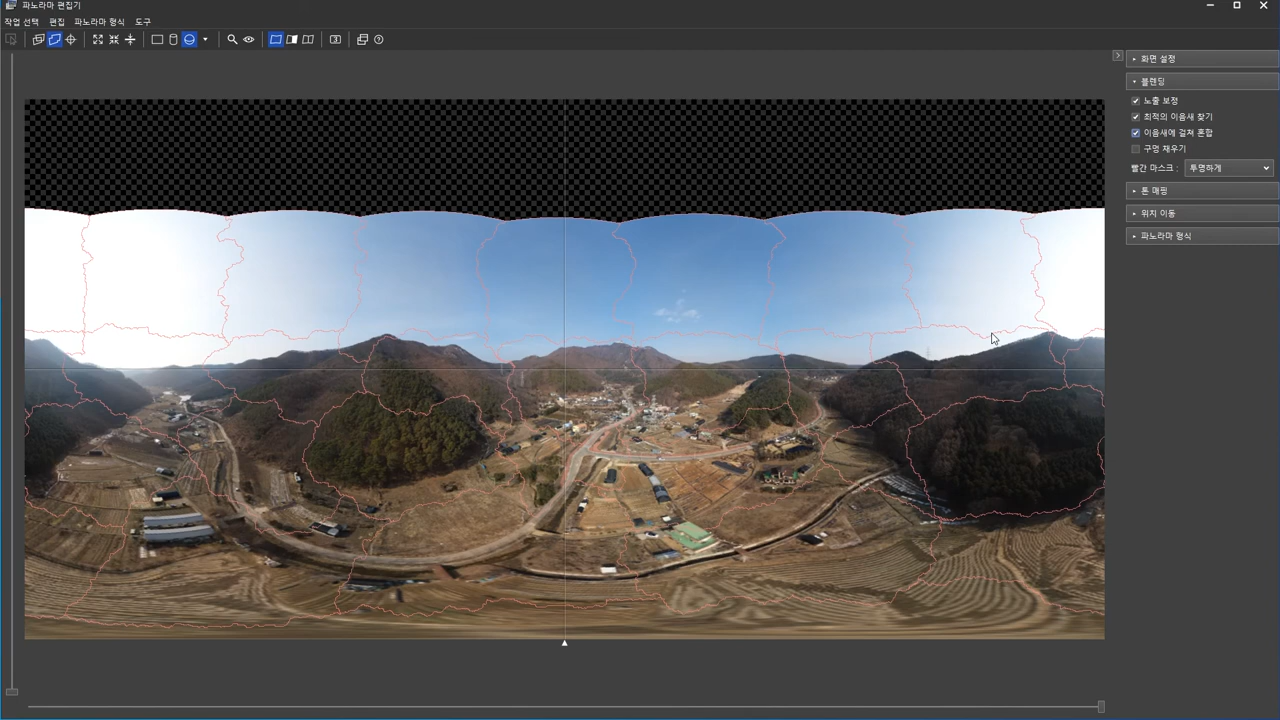 파노라마 편집기
작업 선택 편집 파노라마 형식 도구
화면 설정
블렌딩
노출 보정
최적의 이음새 찾기
이음새에 걸쳐 혼합
구멍 채우기
빨간 마스크 : 투명하게
톤 매핑
위치 이동
파노라마 형식